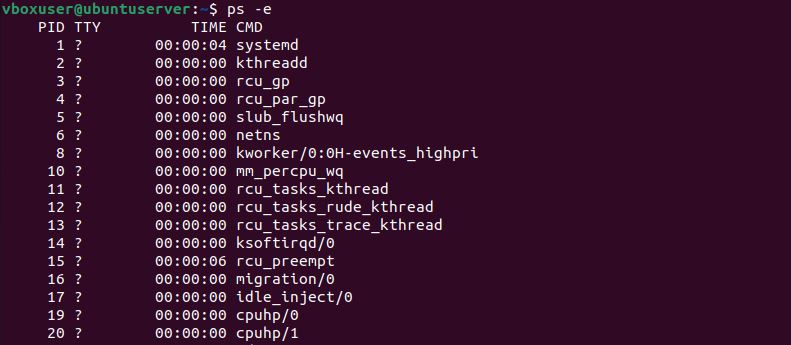 vboxuser@ubuntuserver:~$ ps -e
PID TTY TIME CMD
1 ? 00:00:04 systemd
2 ? 00:00:00 kthreadd
3 ? 00:00:00 rcu_gp
4 ? 00:00:00 rcu_par_gp
5 ? 00:00:00 slub_flushwq
6 ? 00:00:00 netns
8 ? 00:00:00 kworker/0:0H-events_highpri
10 ? 00:00:00 mm_percpu_wq
11 ? 00:00:00 rcu_tasks_kthread
12 ? 00:00:00 rcu_tasks_rude_kthread
13 ? 00:00:00 rcu_tasks_trace_kthread
14 ? 00:00:00 ksoftirqd/0
15 ? 00:00:06 rcu_preempt
16 ? 00:00:00 migration/0
17 ? 00:00:00 idle_inject/0
19 ? 00:00:00 cpuhp/0
20 ? 00:00:00 cpuhp/1